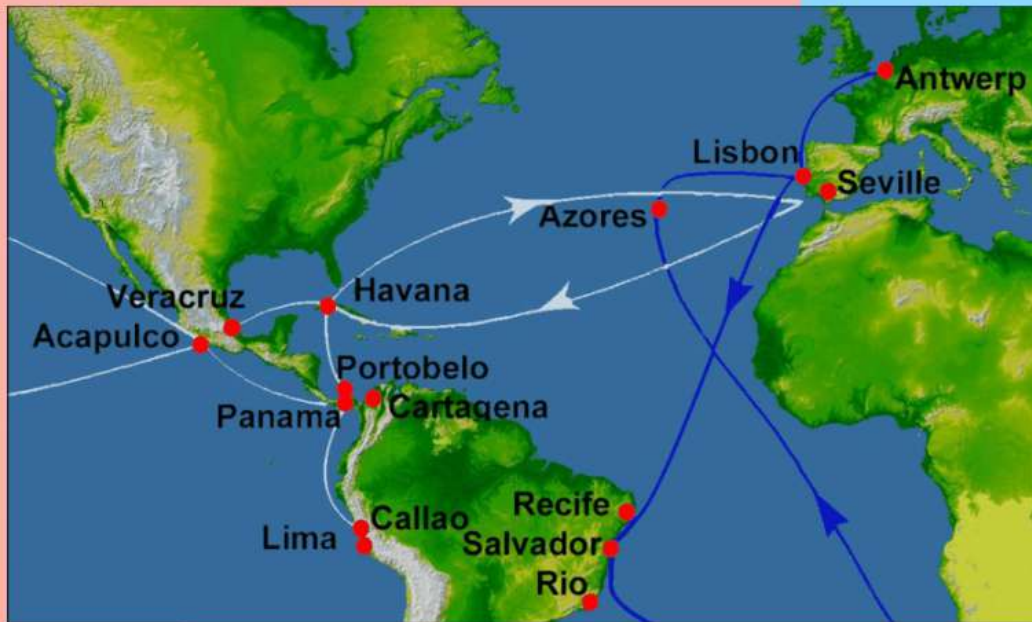 Antwerp
Lisbon
Seville
Azores
Havana
Veracruz
Acapulco
Portobelo
Panama
Cartagena
Recife
Callao
Lima
Salvador
Rio